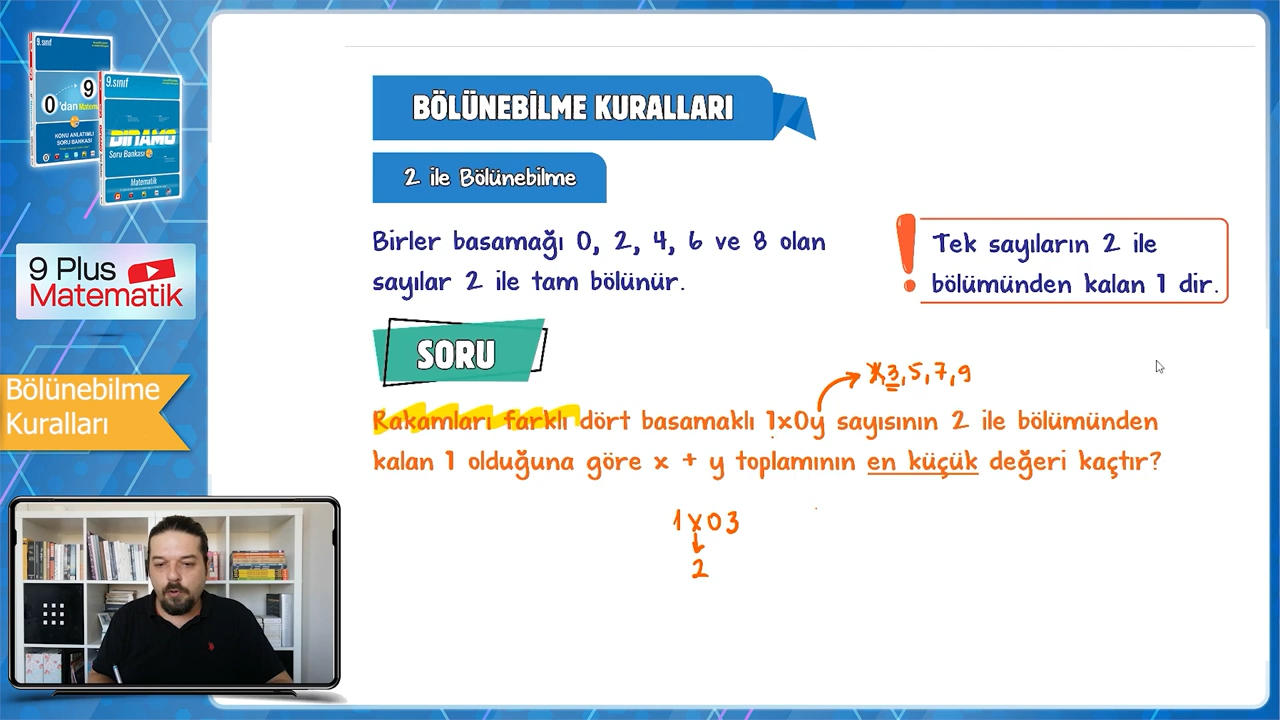 9.sınıf
0 'dan 9 Matematik
KONU ANLATIMLI
SORU BANKASI
9.sınıf
DINAMO
Soru Bankası
Matematik
9 Plus
Matematik
Bölünebilme
Kuralları
BÖLÜNEBİLME KURALLARI
2 ile Bölünebilme
Birler basamağı 0, 2, 4, 6 ve 8 olan
sayılar 2 ile tam bölünür.
! Tek sayıların 2 ile
bölümünden kalan 1 dir.
SORU
1, 3, 5, 7, 9
Rakamları farklı dört basamaklı 1x0y sayısının 2 ile bölümünden
kalan 1 olduğuna göre x + y toplamının en küçük değeri kaçtır?
1x03
2